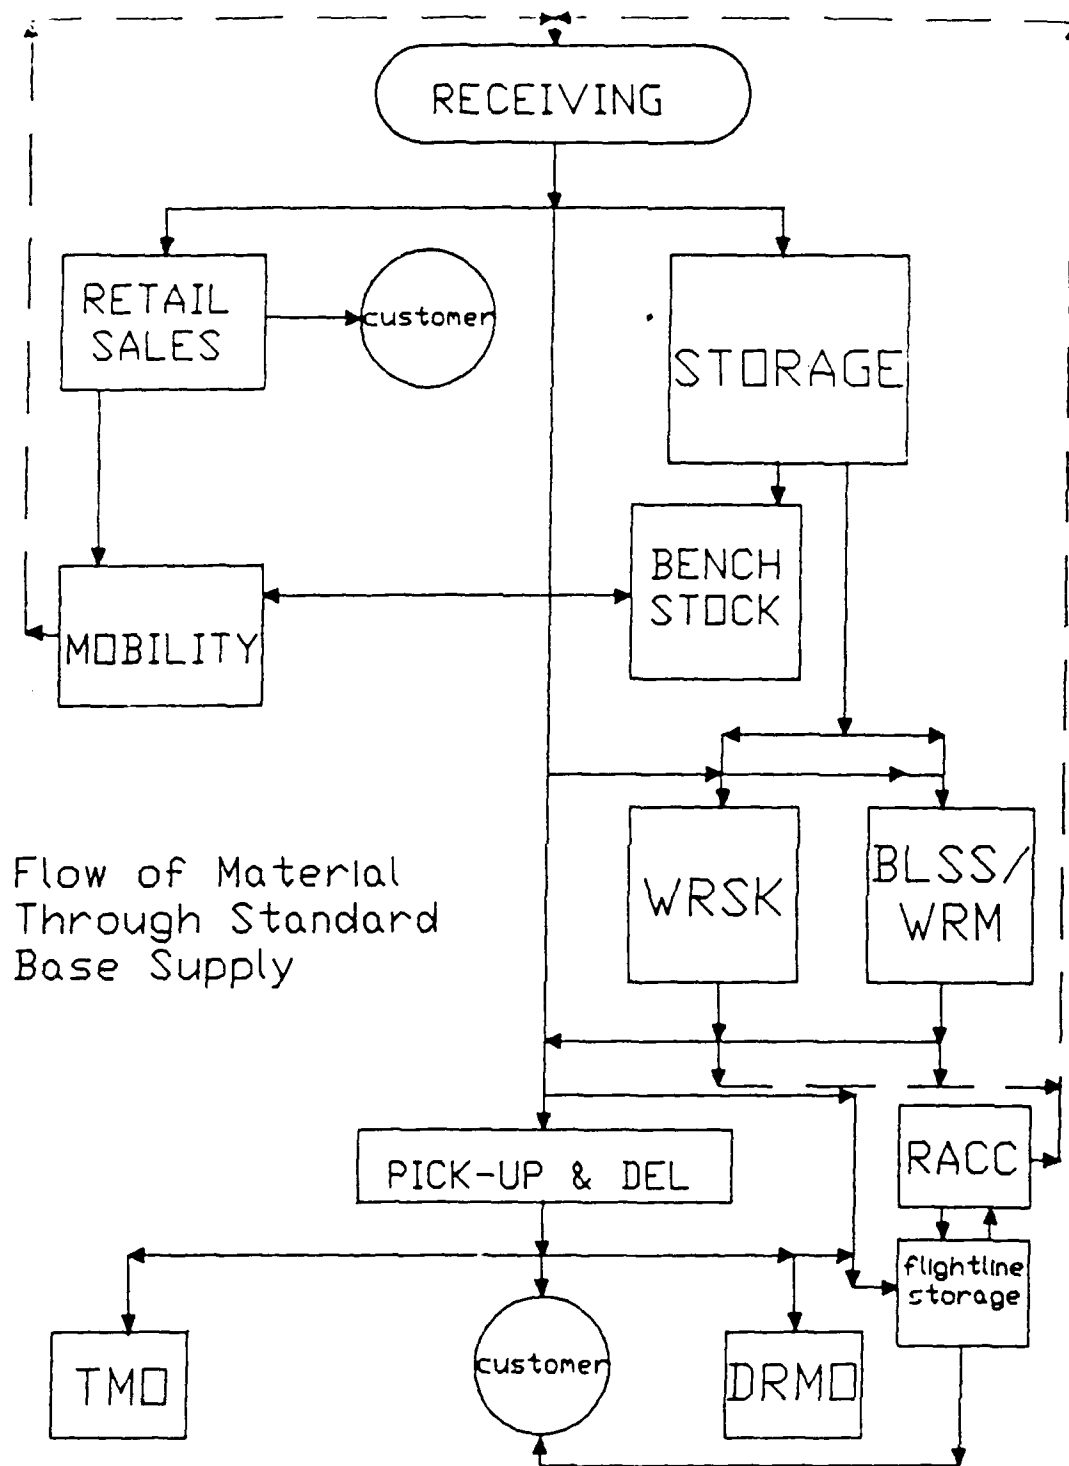 RECEIVING
RETAIL
SALES
customer
STORAGE
BENCH
STOCK
MOBILITY
WRSK
BLSS/
WRM
Flow of Material
Through Standard
Base Supply
RACC
PICK-UP & DEL
flightline
storage
TMO
customer
DRMO